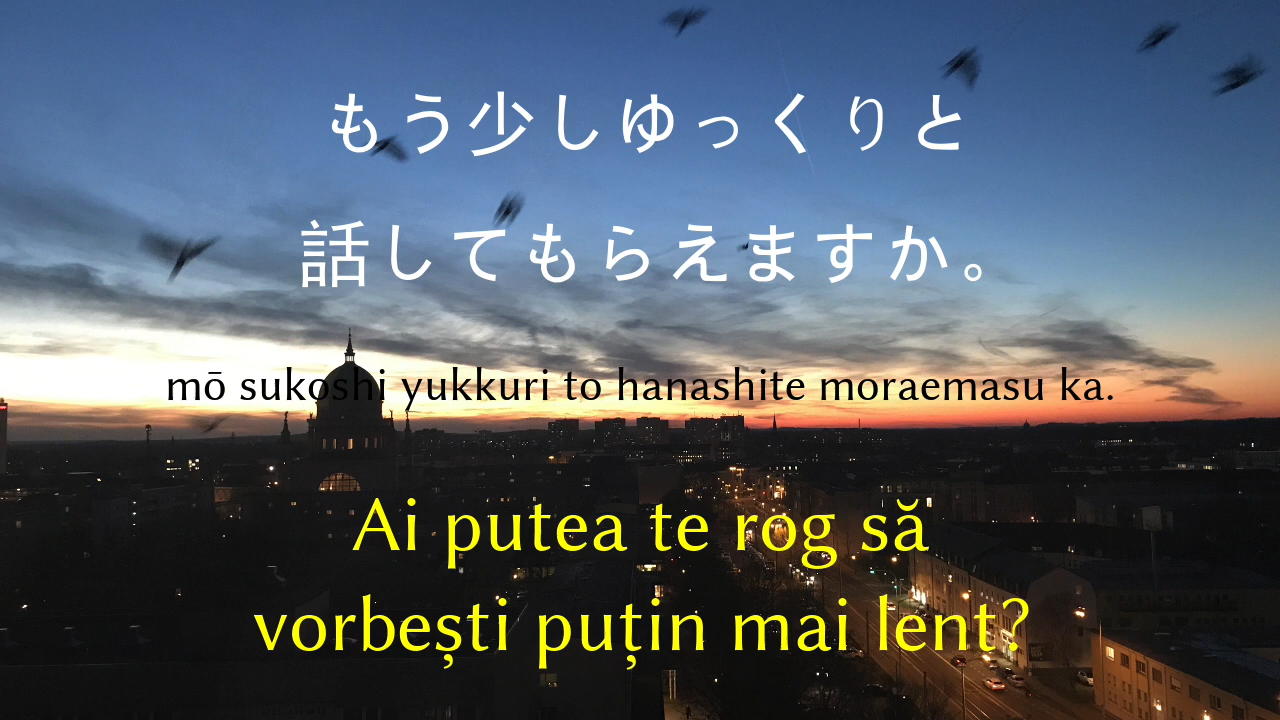 もう少しゆっくりと
話してもらえますか。
mō sukoshi yukkuri to hanashite moraemasu ka.
Ai putea te rog să
vorbești puțin mai lent?